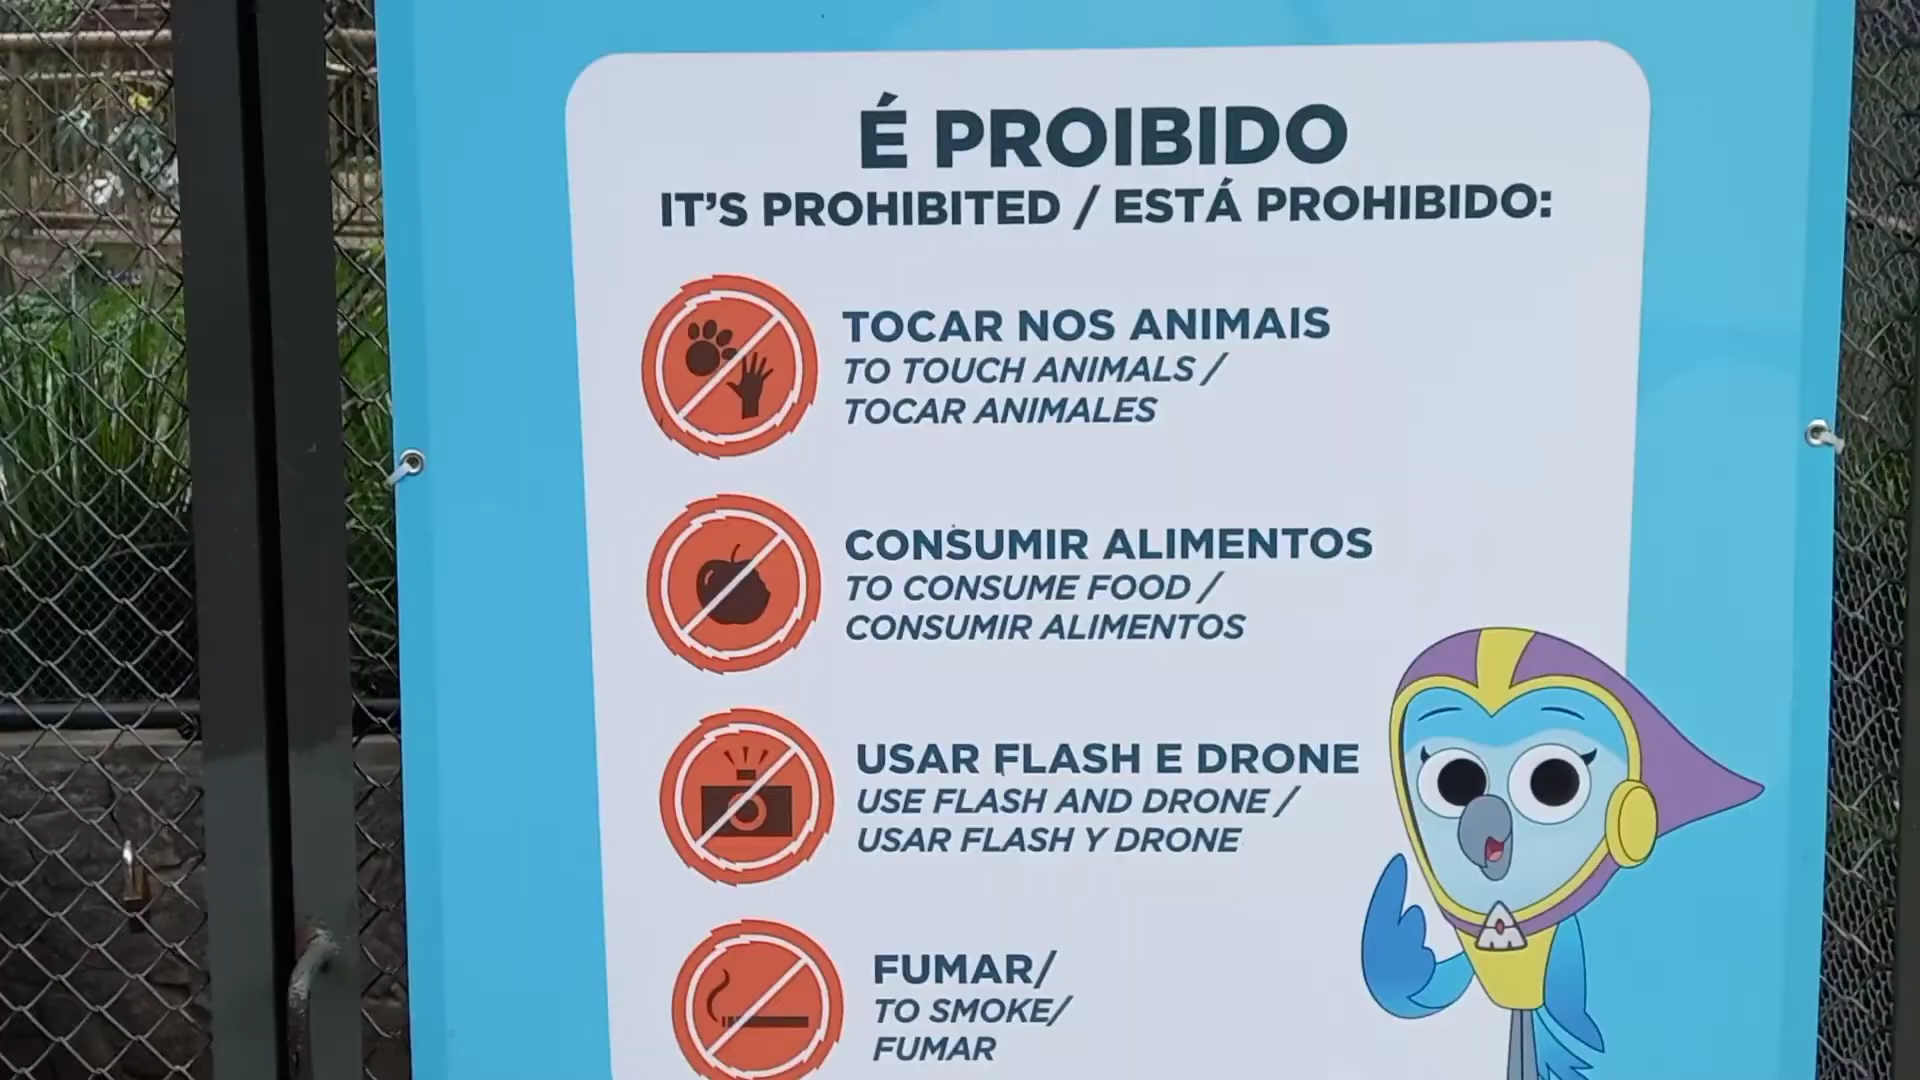 É PROIBIDO
IT'S PROHIBITED / ESTÁ PROHIBIDO:
TOCAR NOS ANIMAIS
TO TOUCH ANIMALS /
TOCAR ANIMALES
CONSUMIR ALIMENTOS
TO CONSUME FOOD /
CONSUMIR ALIMENTOS
USAR FLASH E DRONE
USE FLASH AND DRONE /
USAR FLASH Y DRONE
FUMAR/
TO SMOKE/
FUMAR